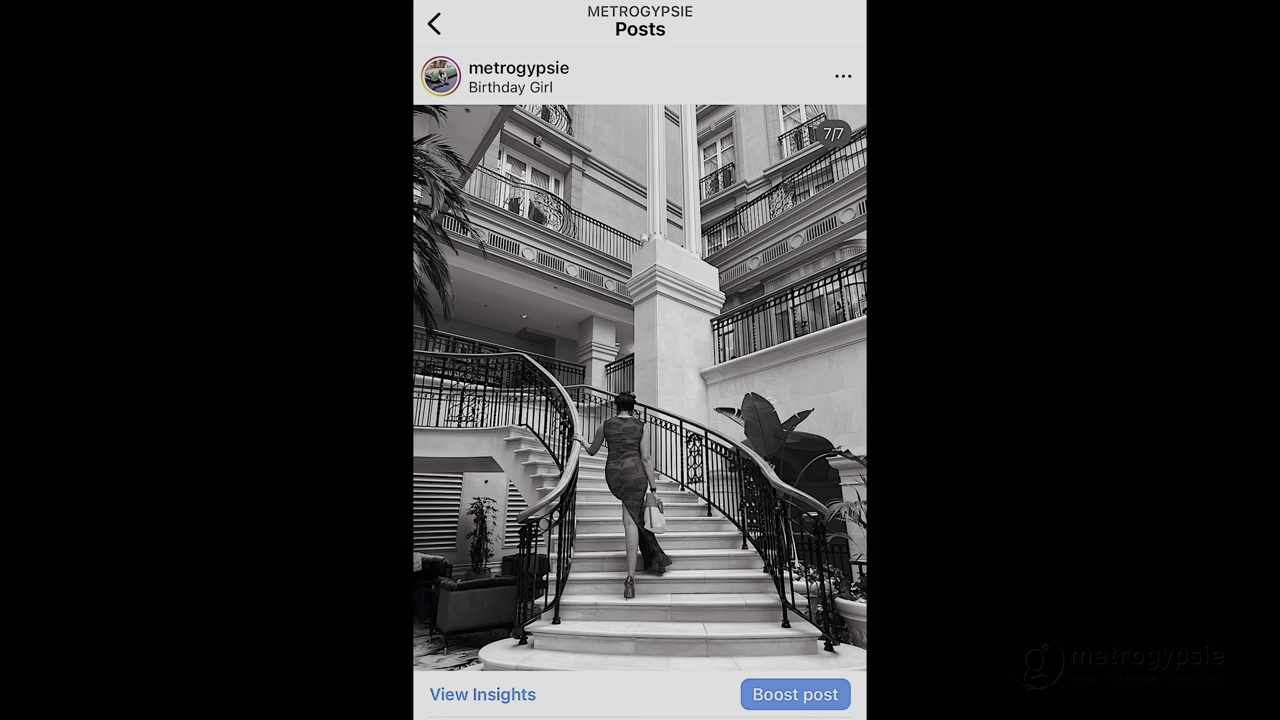 METROGYPSIE
Posts
metrogypsie
Birthday Girl
7/7
View Insights
Boost post
metrogypsie